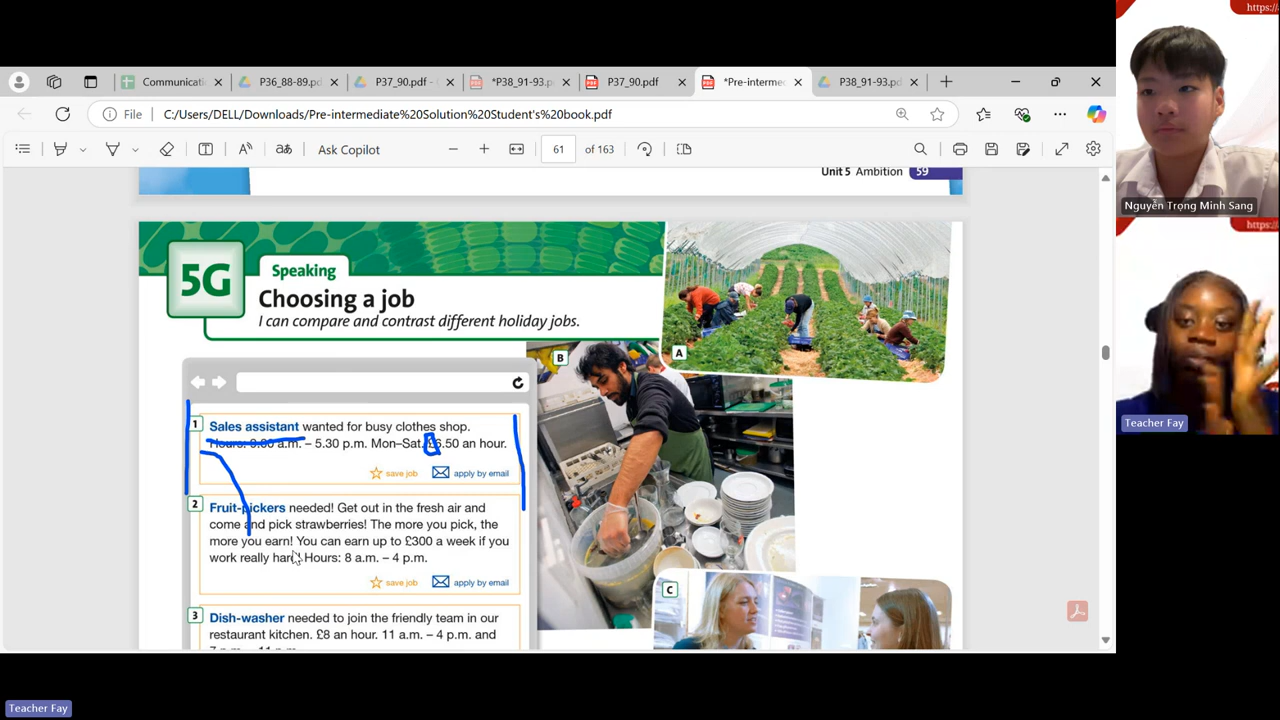 https://
Communicati
P36_88-89.pd
P37_90.pdf -
*P38_91-93.p
P37_90.pdf
*Pre-interme
P38_91-93.pd
File
C:/Users/DELL/Downloads/Pre-intermediate%20Solution%20Student's%20book.pdf
Ask Copilot
61 of 163
Nguyễn Trọng Minh Sang
Unit 5 Ambition 59
https://
5G
Speaking
Choosing a job
I can compare and contrast different holiday jobs.
A
B
1 Sales assistant wanted for busy clothes shop.
Hours: 9.00 a.m. – 5.30 p.m. Mon–Sat. £6.50 an hour.
save job apply by email
2 Fruit-pickers needed! Get out in the fresh air and
come and pick strawberries! The more you pick, the
more you earn! You can earn up to £300 a week if you
work really hard! Hours: 8 a.m. – 4 p.m.
save job apply by email
C
3 Dish-washer needed to join the friendly team in our
restaurant kitchen. £8 an hour. 11 a.m. – 4 p.m. and
Teacher Fay
Teacher Fay